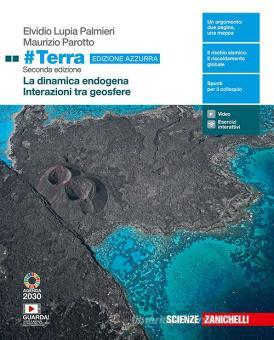 Elvidio Lupia Palmieri
Maurizio Parotto
#Terra EDIZIONE AZZURRA
Seconda edizione
La dinamica endogena
Interazioni tra geosfere
Un argomento:
due pagine,
una mappa
Il rischio sismico.
Il riscaldamento
globale
Spunti
per il colloquio
Video
Esercizi
interattivi
AGENDA
2030
GUARDA!
SCIENZE ZANICHELLI